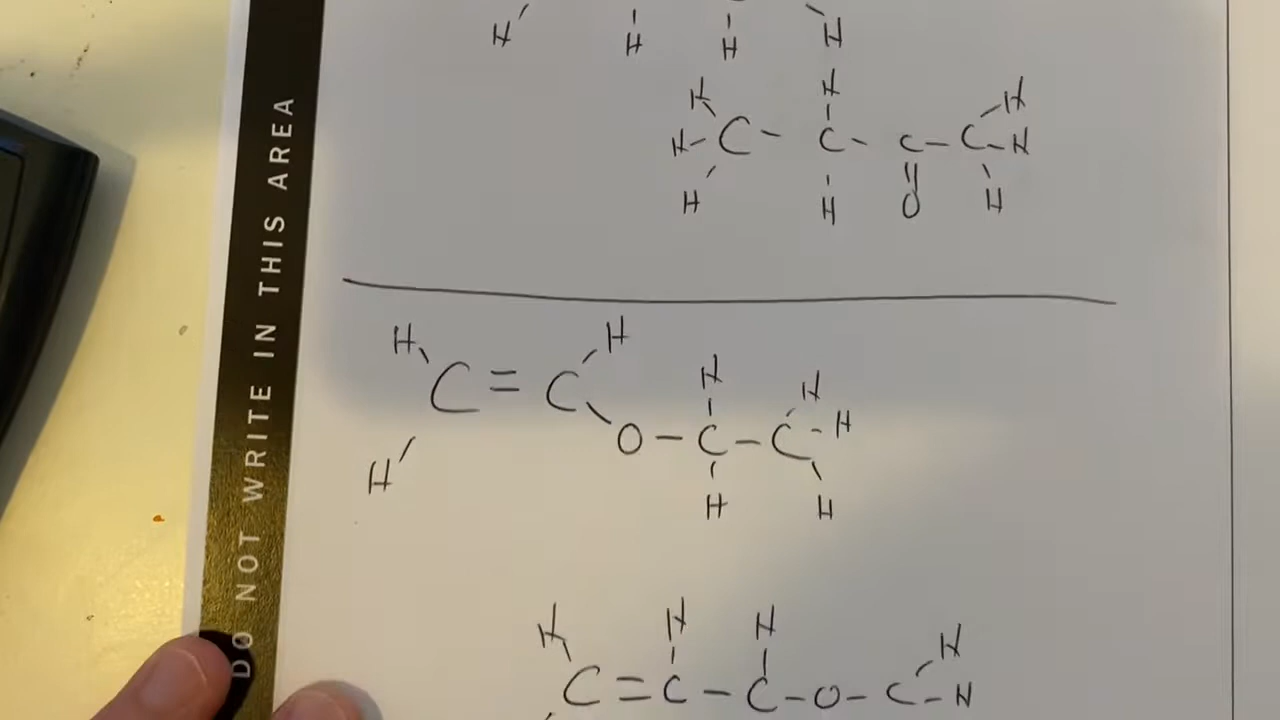 DO NOT WRITE IN THIS AREA
H H H H
H H
H - C - C - C - C - H
H H O H
H H H H
C = C
O - C - C - H
H H H
H H H H
C = C - C - O - C - H